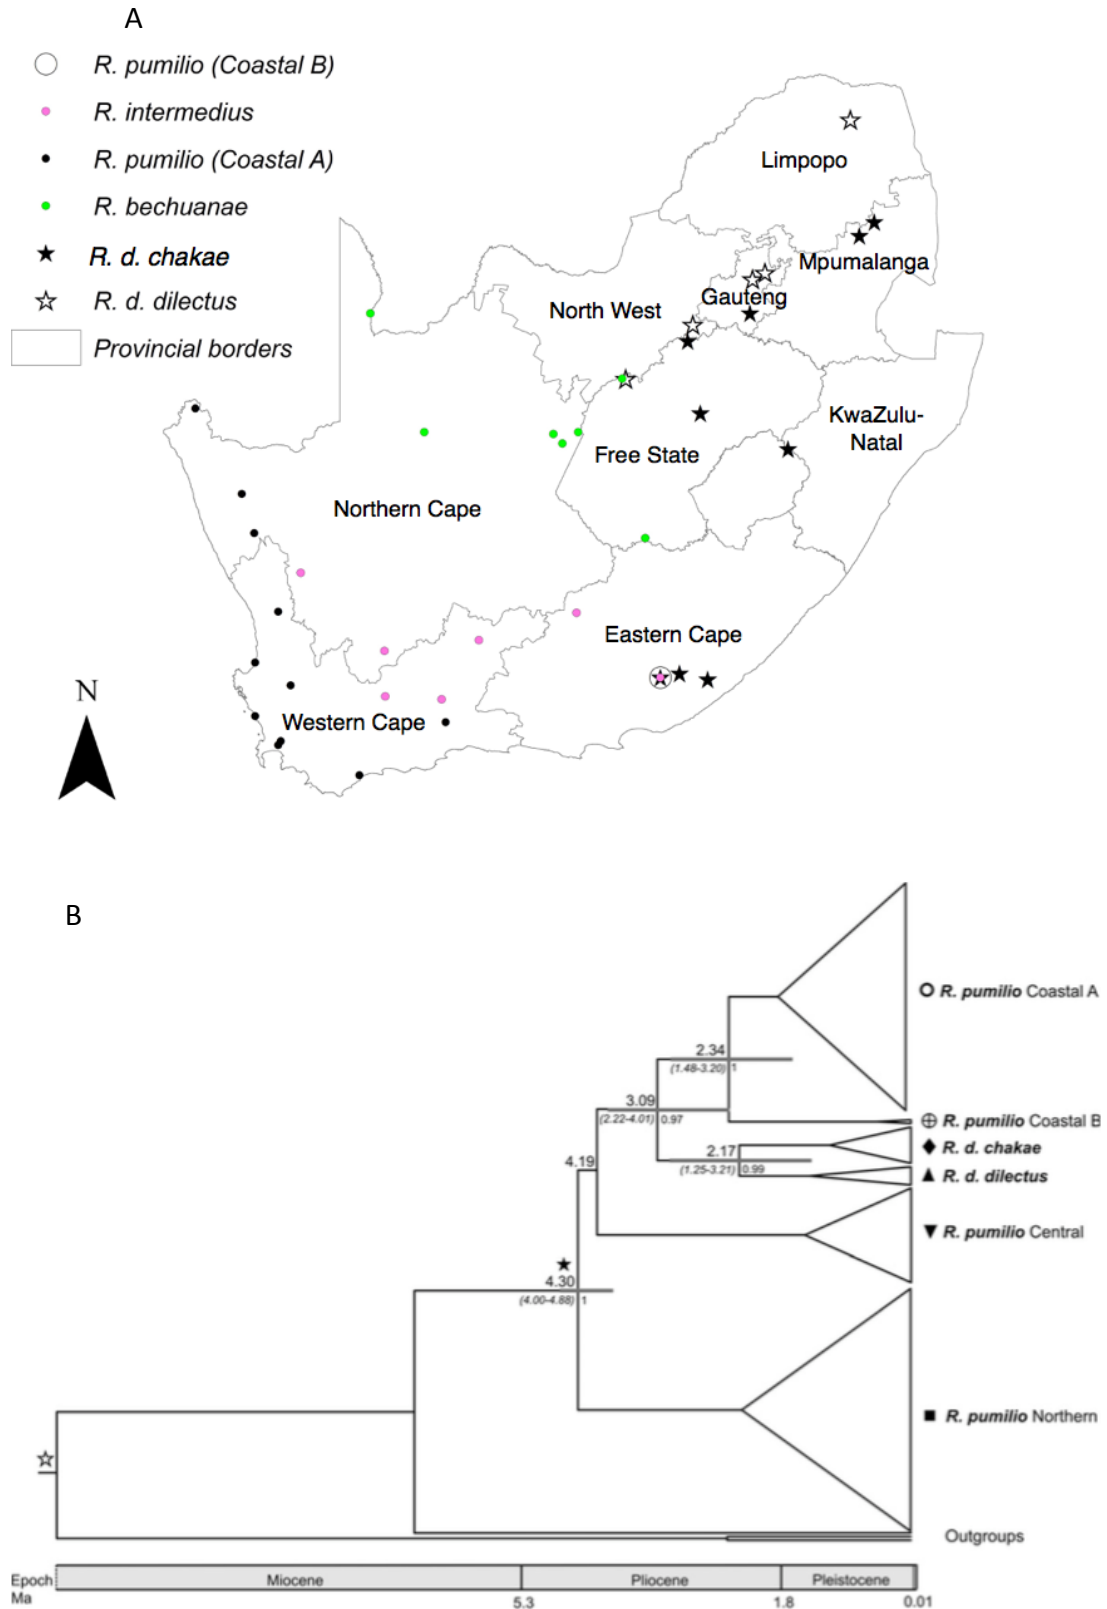 A
R. pumilio (Coastal B)
R. intermedius
R. pumilio (Coastal A)
R. bechuanae
R. d. chakae
R. d. dilectus
Provincial borders
Limpopo
Mpumalanga
Gauteng
North West
KwaZulu-
Natal
Free State
Northern Cape
Eastern Cape
Western Cape
N
B
R. pumilio Coastal A
2.34
(1.48-3.20) 1
3.09
(2.22-4.01) 0.97
R. pumilio Coastal B
R. d. chakae
2.17
(1.25-3.21) 0.99
4.19
R. d. dilectus
R. pumilio Central
4.30
(4.00-4.88) 1
R. pumilio Northern
Outgroups
Epoch Miocene Pliocene Pleistocene
Ma 5.3 1.8 0.01